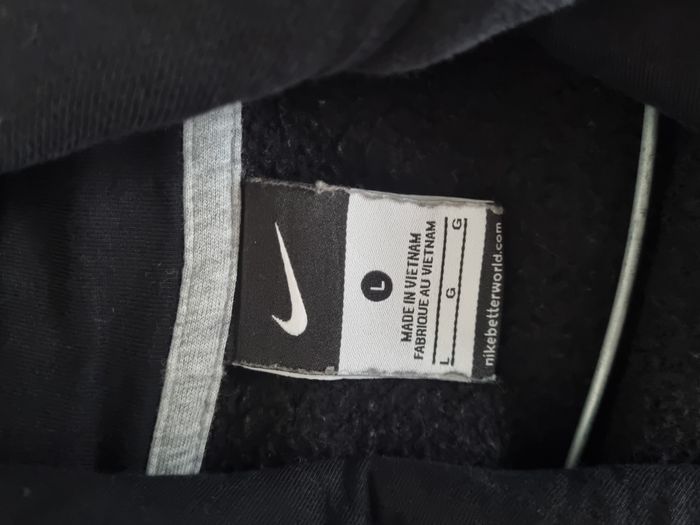 L
MADE IN VIETNAM
FABRIQUE AU VIETNAM
L G G
nikebetterworld.com